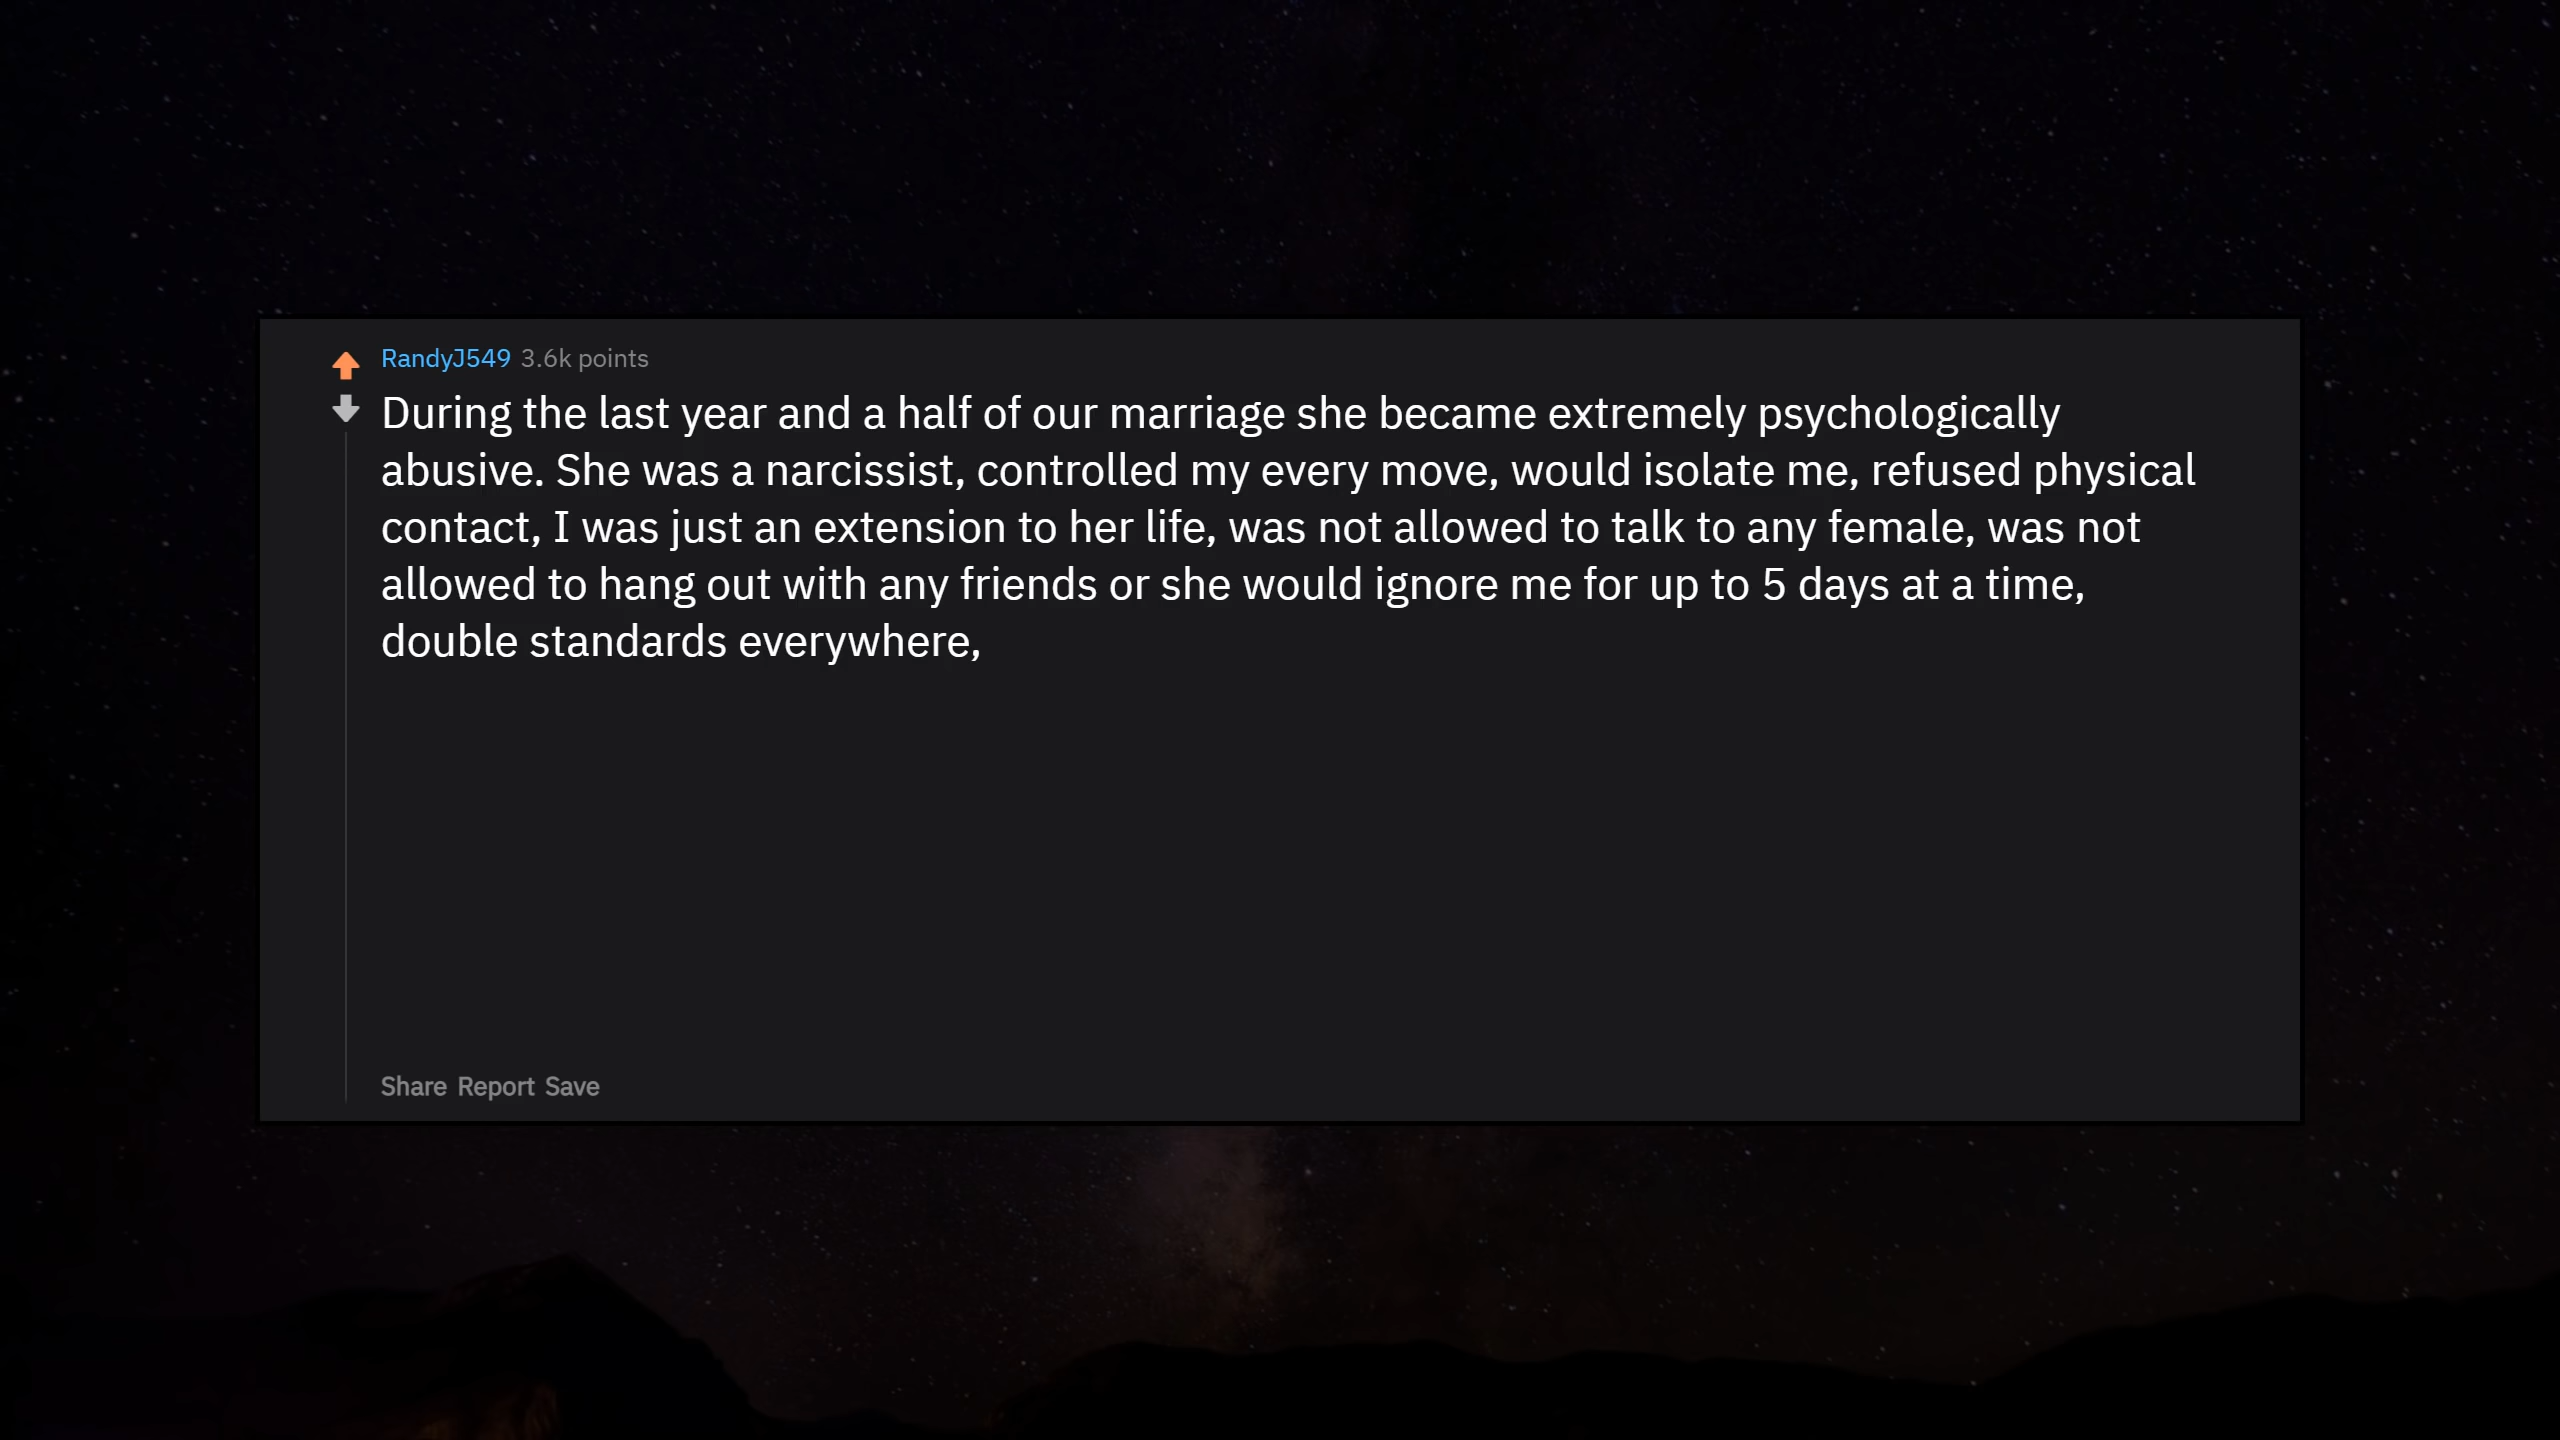 RandyJ549 3.6k points
During the last year and a half of our marriage she became extremely psychologically
abusive. She was a narcissist, controlled my every move, would isolate me, refused physical
contact, I was just an extension to her life, was not allowed to talk to any female, was not
allowed to hang out with any friends or she would ignore me for up to 5 days at a time,
double standards everywhere,
Share Report Save